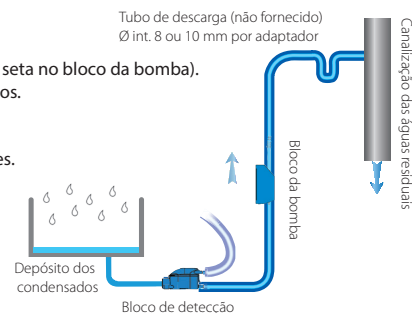 Tubo de descarga (não fornecido)
Ø int. 8 ou 10 mm por adaptador
seta no bloco da bomba).
os.
es.
Canalização das águas residuais
Bloco da bomba
Depósito dos
condensados
Bloco de detecção